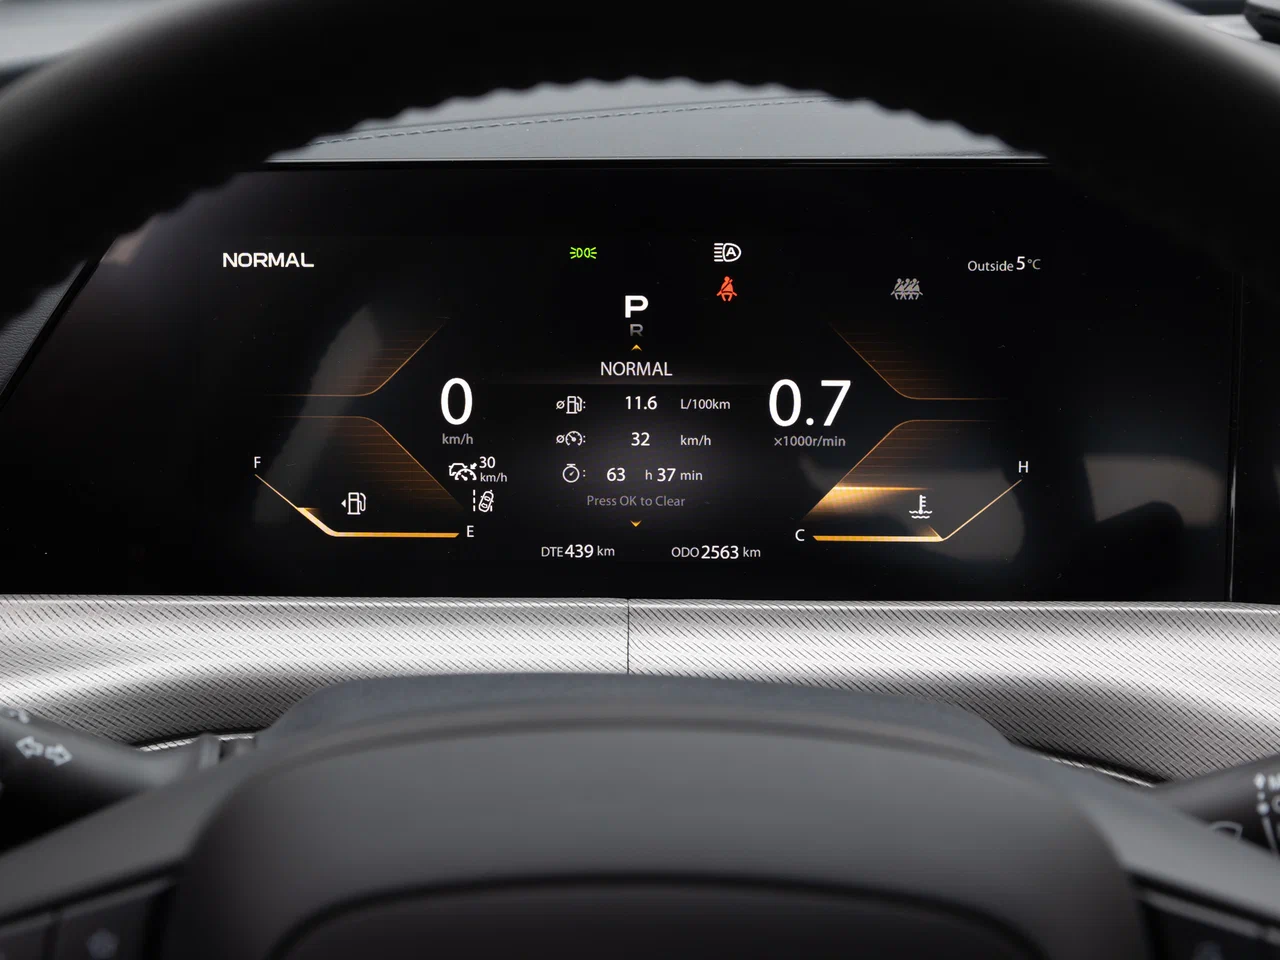 NORMAL
A
Outside 5°C
P
R
NORMAL
0
km/h
ø : 11.6 L/100km
0.7
×1000r/min
ø : 32 km/h
30
km/h
: 63 h 37 min
Press OK to Clear
F
E
C
H
DTE 439 km
ODO 2563 km